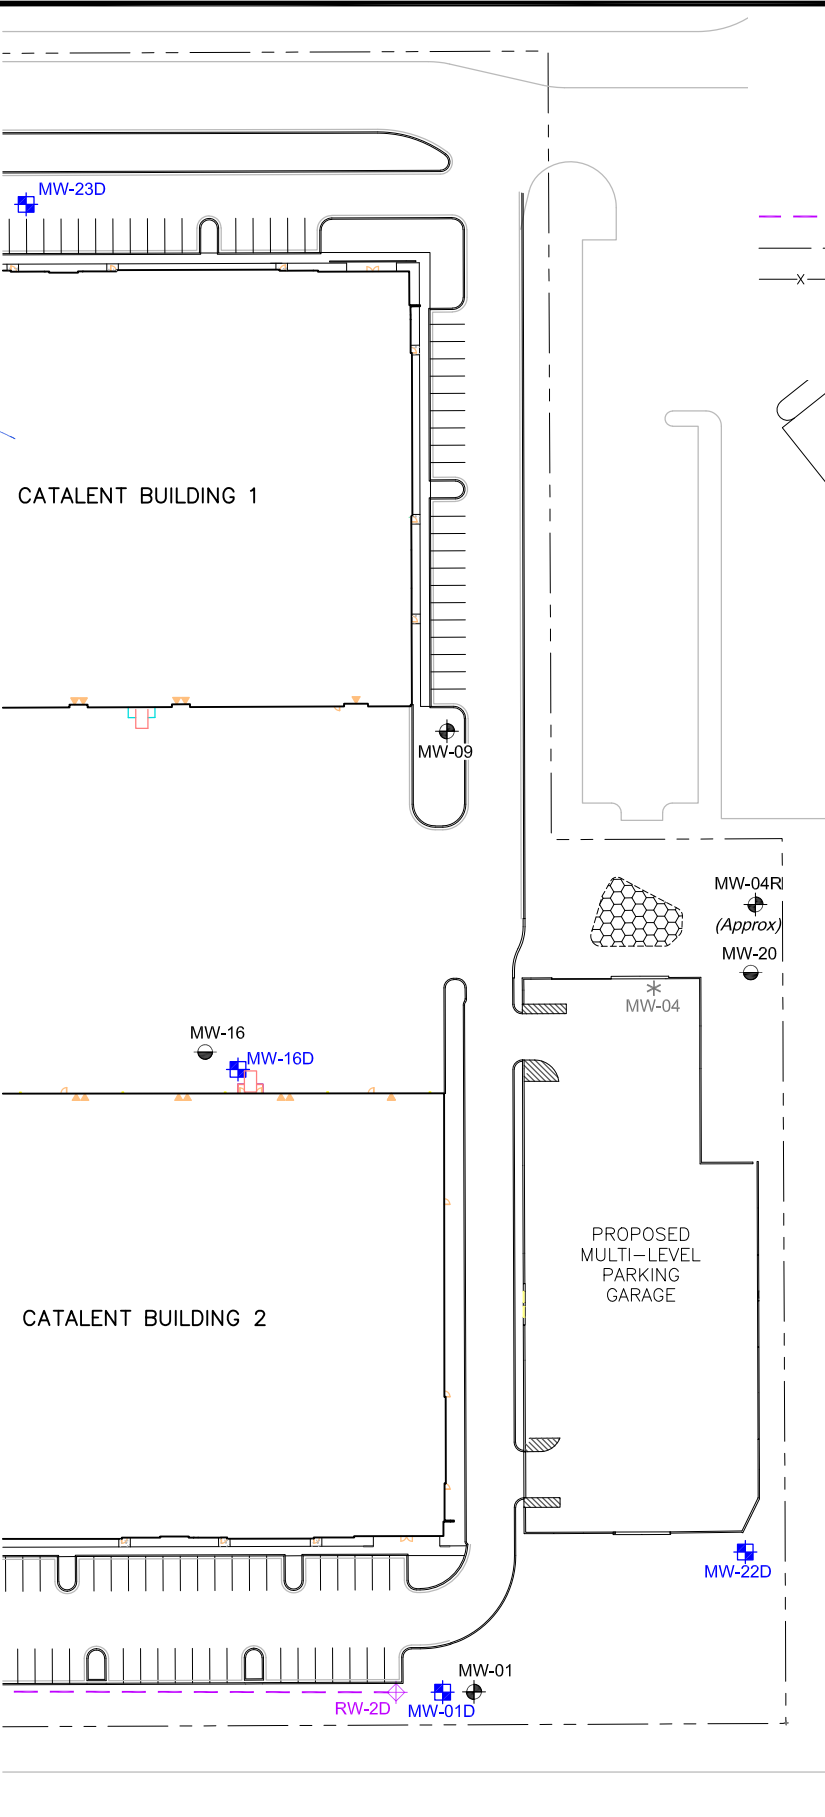 MW-23D
X
CATALENT BUILDING 1
MW-09
MW-04R
(Approx)
MW-20
MW-04
MW-16
MW-16D
PROPOSED
MULTI-LEVEL
PARKING
GARAGE
CATALENT BUILDING 2
MW-22D
MW-01
RW-2D
MW-01D